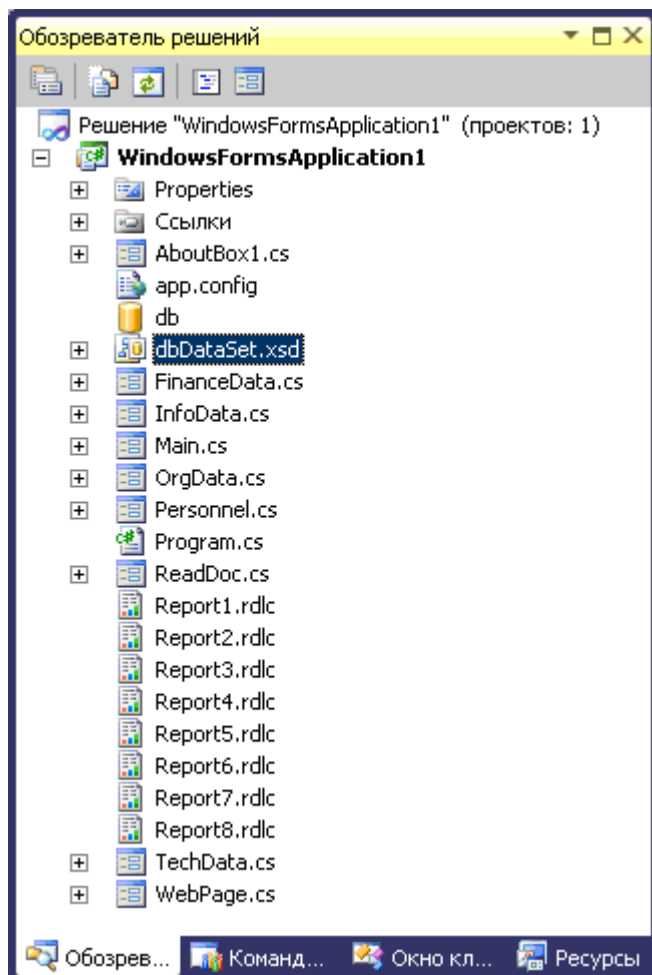 Обозреватель решений
Решение "WindowsFormsApplication1" (проектов: 1)
WindowsFormsApplication1
Properties
Ссылки
AboutBox1.cs
app.config
db
dbDataSet.xsd
FinanceData.cs
InfoData.cs
Main.cs
OrgData.cs
Personnel.cs
Program.cs
ReadDoc.cs
Report1.rdlc
Report2.rdlc
Report3.rdlc
Report4.rdlc
Report5.rdlc
Report6.rdlc
Report7.rdlc
Report8.rdlc
TechData.cs
WebPage.cs
Обозрев... Команд... Окно кл... Ресурсы